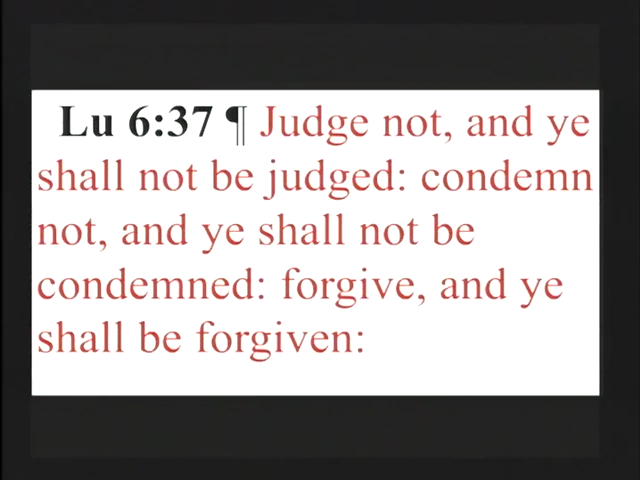 Lu 6:37 ¶ Judge not, and ye
shall not be judged: condemn
not, and ye shall not be
condemned: forgive, and ye
shall be forgiven: